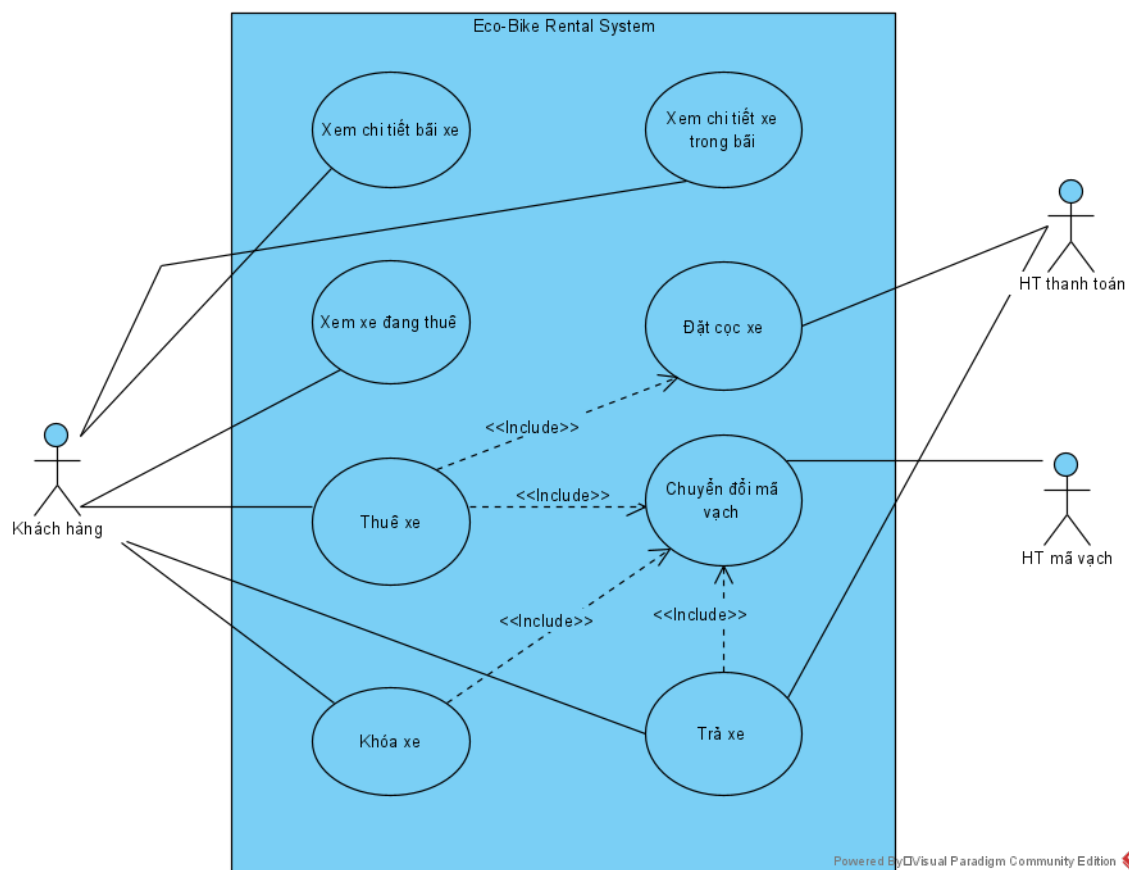 Eco-Bike Rental System
Xem chi tiết bãi xe
Xem chi tiết xe
trong bãi
HT thanh toán
Xem xe đang thuê
Đặt cọc xe
<<Include>>
Khách hàng
Thuê xe
<<Include>>
Chuyển đổi mã
vạch
HT mã vạch
<<Include>>
<<Include>>
Khóa xe
Trả xe
Powered By□Visual Paradigm Community Edition